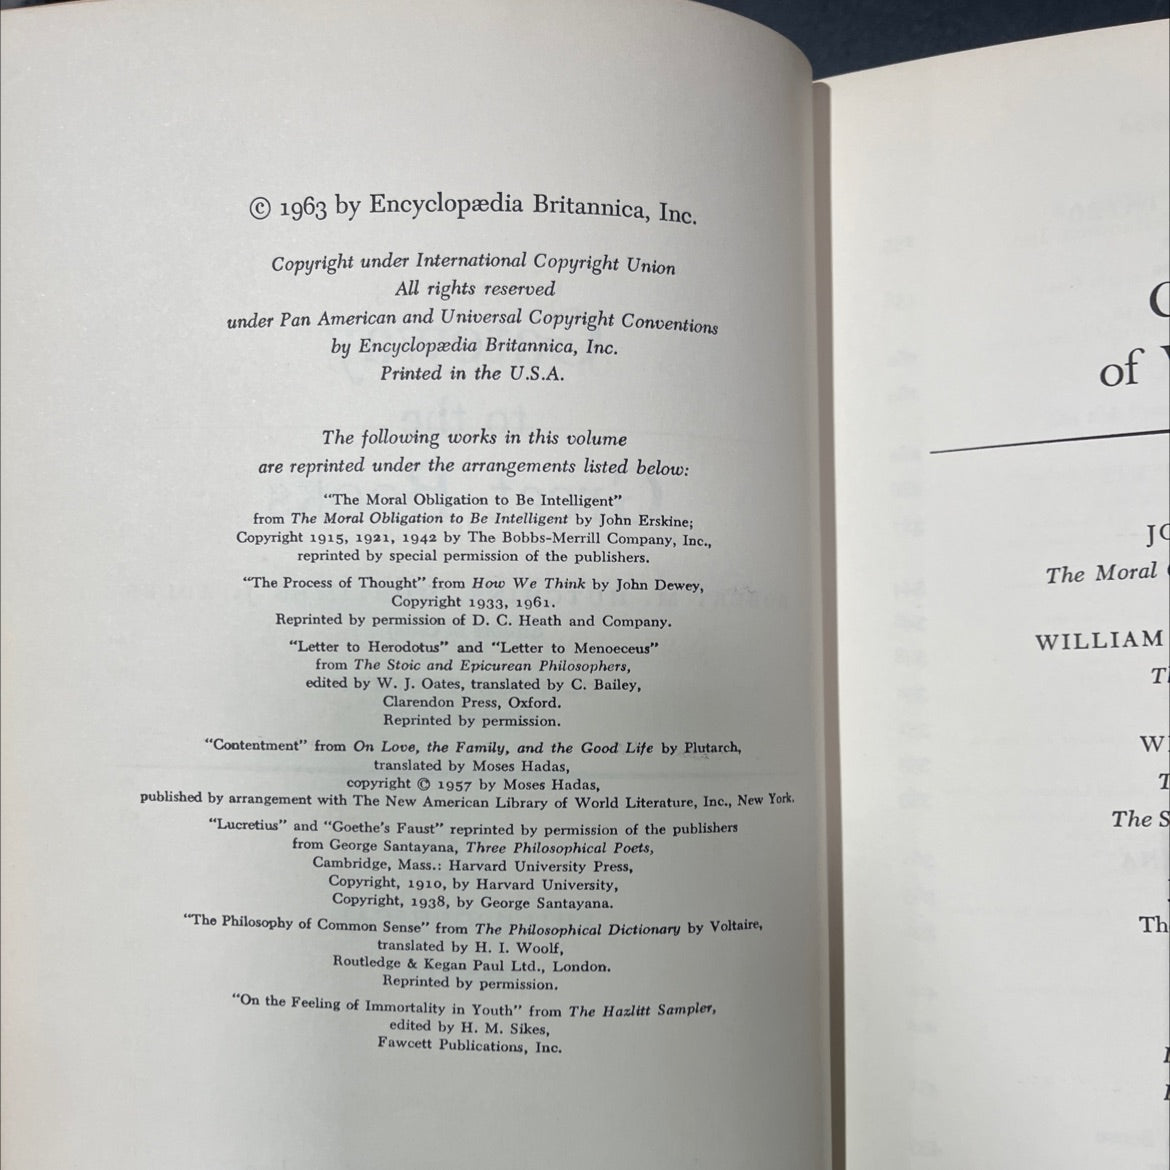 © 1963 by Encyclopædia Britannica, Inc.
Copyright under International Copyright Union
All rights reserved
under Pan American and Universal Copyright Conventions
by Encyclopædia Britannica, Inc.
Printed in the U.S.A.
The following works in this volume
are reprinted under the arrangements listed below:
“The Moral Obligation to Be Intelligent”
from The Moral Obligation to Be Intelligent by John Erskine;
Copyright 1915, 1921, 1942 by The Bobbs-Merrill Company, Inc.,
reprinted by special permission of the publishers.
“The Process of Thought” from How We Think by John Dewey,
Copyright 1933, 1961.
Reprinted by permission of D. C. Heath and Company.
“Letter to Herodotus” and “Letter to Menoeceus”
from The Stoic and Epicurean Philosophers,
edited by W. J. Oates, translated by C. Bailey,
Clarendon Press, Oxford.
Reprinted by permission.
“Contentment” from On Love, the Family, and the Good Life by Plutarch,
translated by Moses Hadas,
copyright © 1957 by Moses Hadas,
published by arrangement with The New American Library of World Literature, Inc., New York.
“Lucretius” and “Goethe’s Faust” reprinted by permission of the publishers
from George Santayana, Three Philosophical Poets,
Cambridge, Mass.: Harvard University Press,
Copyright, 1910, by Harvard University,
Copyright, 1938, by George Santayana.
“The Philosophy of Common Sense” from The Philosophical Dictionary by Voltaire,
translated by H. I. Woolf,
Routledge & Kegan Paul Ltd., London.
Reprinted by permission.
“On the Feeling of Immortality in Youth” from The Hazlitt Sampler,
edited by H. M. Sikes,
Fawcett Publications, Inc.
of
The Moral
WILLIAM
The S